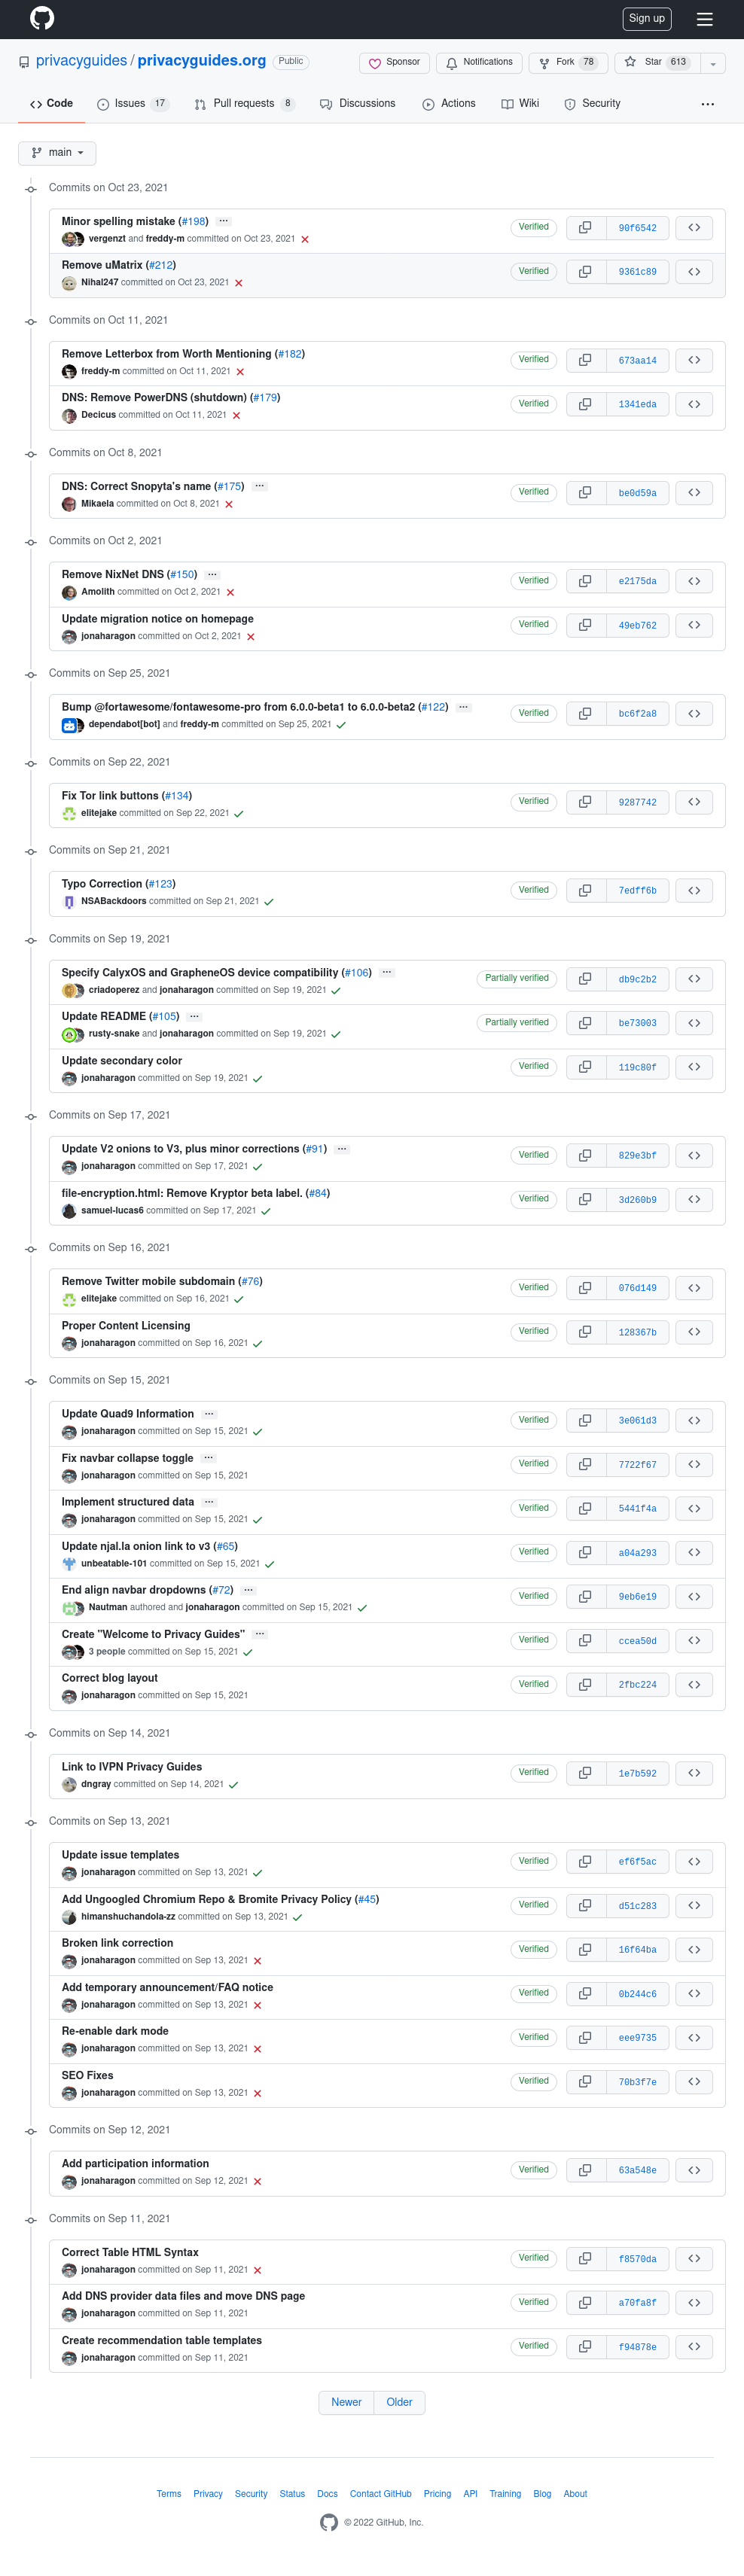 Sign up
privacyguides / privacyguides.org Public
Sponsor Notifications Fork 78 Star 613
Code Issues 17 Pull requests 8 Discussions Actions Wiki Security
main
Commits on Oct 23, 2021
Minor spelling mistake (#198) Verified 90f6542
vergenzt and freddy-m committed on Oct 23, 2021
Remove uMatrix (#212) Verified 9361c89
Nihal247 committed on Oct 23, 2021
Commits on Oct 11, 2021
Remove Letterbox from Worth Mentioning (#182) Verified 673aa14
freddy-m committed on Oct 11, 2021
DNS: Remove PowerDNS (shutdown) (#179) Verified 1341eda
Decicus committed on Oct 11, 2021
Commits on Oct 8, 2021
DNS: Correct Snopyta's name (#175) Verified be0d59a
Mikaela committed on Oct 8, 2021
Commits on Oct 2, 2021
Remove NixNet DNS (#150) Verified e2175da
Amolith committed on Oct 2, 2021
Update migration notice on homepage Verified 49eb762
jonaharagon committed on Oct 2, 2021
Commits on Sep 25, 2021
Bump @fortawesome/fontawesome-pro from 6.0.0-beta1 to 6.0.0-beta2 (#122) Verified bc6f2a8
dependabot[bot] and freddy-m committed on Sep 25, 2021
Commits on Sep 22, 2021
Fix Tor link buttons (#134) Verified 9287742
elitejake committed on Sep 22, 2021
Commits on Sep 21, 2021
Typo Correction (#123) Verified 7edff6b
NSABackdoors committed on Sep 21, 2021
Commits on Sep 19, 2021
Specify CalyxOS and GrapheneOS device compatibility (#106) Partially verified db9c2b2
criadoperez and jonaharagon committed on Sep 19, 2021
Update README (#105) Partially verified be73003
rusty-snake and jonaharagon committed on Sep 19, 2021
Update secondary color Verified 119c80f
jonaharagon committed on Sep 19, 2021
Commits on Sep 17, 2021
Update V2 onions to V3, plus minor corrections (#91) Verified 829e3bf
jonaharagon committed on Sep 17, 2021
file-encryption.html: Remove Kryptor beta label. (#84) Verified 3d260b9
samuel-lucas6 committed on Sep 17, 2021
Commits on Sep 16, 2021
Remove Twitter mobile subdomain (#76) Verified 076d149
elitejake committed on Sep 16, 2021
Proper Content Licensing Verified 128367b
jonaharagon committed on Sep 16, 2021
Commits on Sep 15, 2021
Update Quad9 Information Verified 3e061d3
jonaharagon committed on Sep 15, 2021
Fix navbar collapse toggle Verified 7722f67
jonaharagon committed on Sep 15, 2021
Implement structured data Verified 5441f4a
jonaharagon committed on Sep 15, 2021
Update njal.la onion link to v3 (#65) Verified a04a293
unbeatable-101 committed on Sep 15, 2021
End align navbar dropdowns (#72) Verified 9eb6e19
Nautman authored and jonaharagon committed on Sep 15, 2021
Create "Welcome to Privacy Guides" Verified ccea50d
3 people committed on Sep 15, 2021
Correct blog layout Verified 2fbc224
jonaharagon committed on Sep 15, 2021
Commits on Sep 14, 2021
Link to IVPN Privacy Guides Verified 1e7b592
dngray committed on Sep 14, 2021
Commits on Sep 13, 2021
Update issue templates Verified ef6f5ac
jonaharagon committed on Sep 13, 2021
Add Ungoogled Chromium Repo & Bromite Privacy Policy (#45) Verified d51c283
himanshuchandola-zz committed on Sep 13, 2021
Broken link correction Verified 16f64ba
jonaharagon committed on Sep 13, 2021
Add temporary announcement/FAQ notice Verified 0b244c6
jonaharagon committed on Sep 13, 2021
Re-enable dark mode Verified eee9735
jonaharagon committed on Sep 13, 2021
SEO Fixes Verified 70b3f7e
jonaharagon committed on Sep 13, 2021
Commits on Sep 12, 2021
Add participation information Verified 63a548e
jonaharagon committed on Sep 12, 2021
Commits on Sep 11, 2021
Correct Table HTML Syntax Verified f8570da
jonaharagon committed on Sep 11, 2021
Add DNS provider data files and move DNS page Verified a70fa8f
jonaharagon committed on Sep 11, 2021
Create recommendation table templates Verified f94878e
jonaharagon committed on Sep 11, 2021
Newer Older
Terms Privacy Security Status Docs Contact GitHub Pricing API Training Blog About
© 2022 GitHub, Inc.